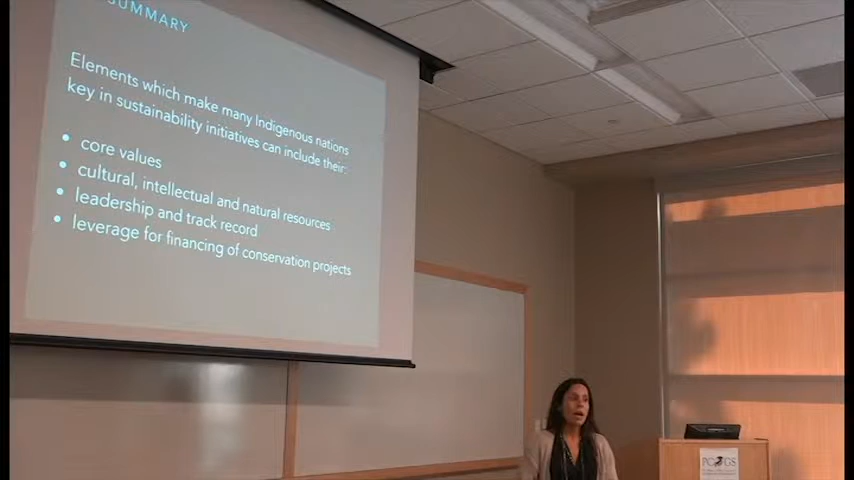 SUMMARY
Elements which make many Indigenous nations
key in sustainability initiatives can include their:
• core values
• cultural, intellectual and natural resources
• leadership and track record
• leverage for financing of conservation projects